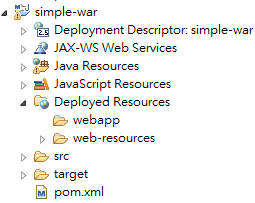 simple-war
Deployment Descriptor: simple-war
JAX-WS Web Services
Java Resources
JavaScript Resources
Deployed Resources
webapp
web-resources
src
target
pom.xml